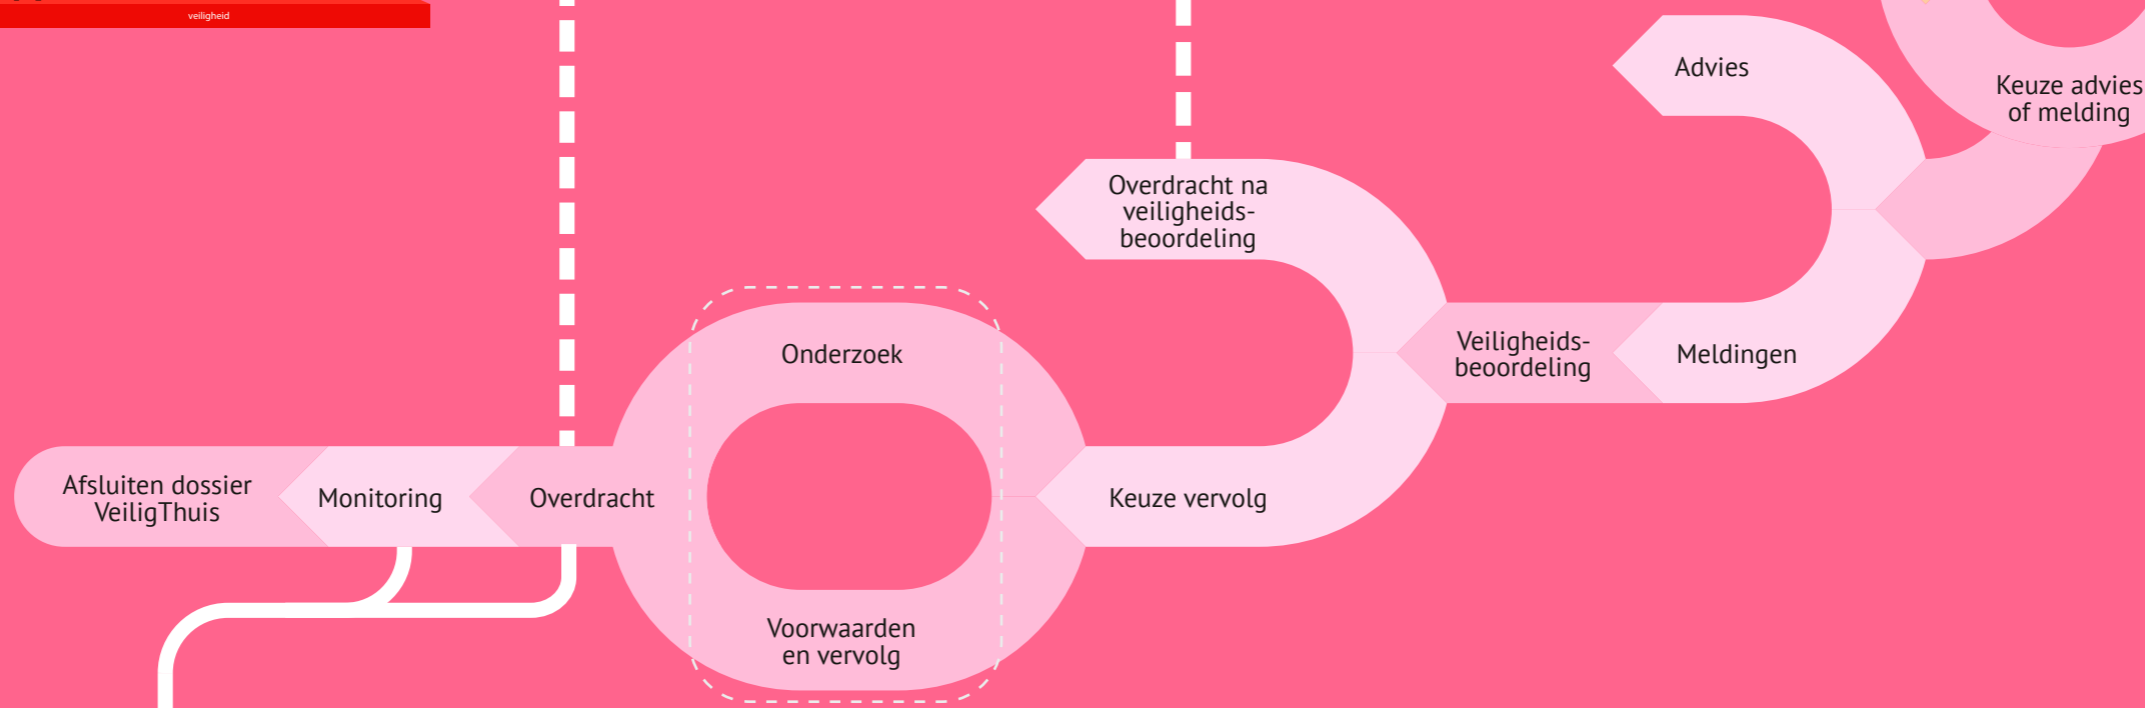 veiligheid
Advies
Keuze advies
of melding
Overdracht na
veiligheids-
beoordeling
Veiligheids-
beoordeling
Meldingen
Onderzoek
Keuze vervolg
Overdracht
Monitoring
Afsluiten dossier
VeiligThuis
Voorwaarden
en vervolg